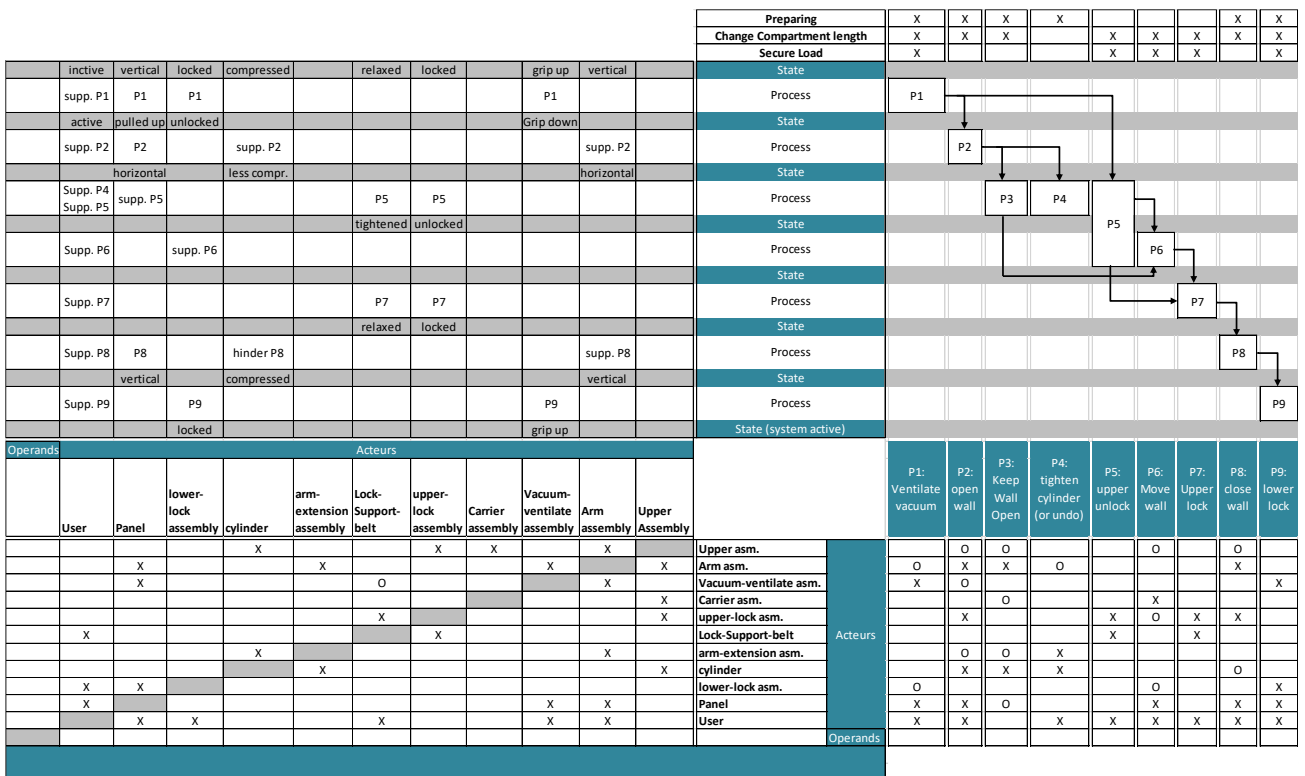 Preparing X X X X X X
Change Compartment length X X X X X X X X
Secure Load X X X X X
inctive vertical locked compressed relaxed locked grip up vertical State
supp. P1 P1 P1 P1 Process P1
active pulled up unlocked Grip down State
supp. P2 P2 supp. P2 supp. P2 Process P2
horizontal less compr. horizontal State
Supp. P4
Supp. P5 supp. P5 P5 P5 Process P3 P4 P5
tightened unlocked State
Supp. P6 supp. P6 Process P6
State
Supp. P7 P7 P7 Process P7
relaxed locked State
Supp. P8 P8 hinder P8 supp. P8 Process P8
vertical compressed vertical State
Supp. P9 P9 P9 Process P9
locked grip up State (system active)
Operands Acteurs
User Panel lower-lock assembly cylinder arm-extension assembly Lock-Support-belt upper-lock assembly Carrier assembly Vacuum-ventilate assembly Arm assembly Upper Assembly
P1: Ventilate vacuum P2: open wall P3: Keep Wall Open P4: tighten cylinder (or undo) P5: upper unlock P6: Move wall P7: Upper lock P8: close wall P9: lower lock
X X X X Upper asm. O O O O
X X X X Arm asm. O X X O X
X O X Vacuum-ventilate asm. X O X
X Carrier asm. O X
X X upper-lock asm. X X O X X
X X Lock-Support-belt Acteurs X X
X X arm-extension asm. O O X
X X cylinder X X X O
X X lower-lock asm. O O X
X X X Panel X X O X X X
X X X X X User X X X X X X X X
Operands